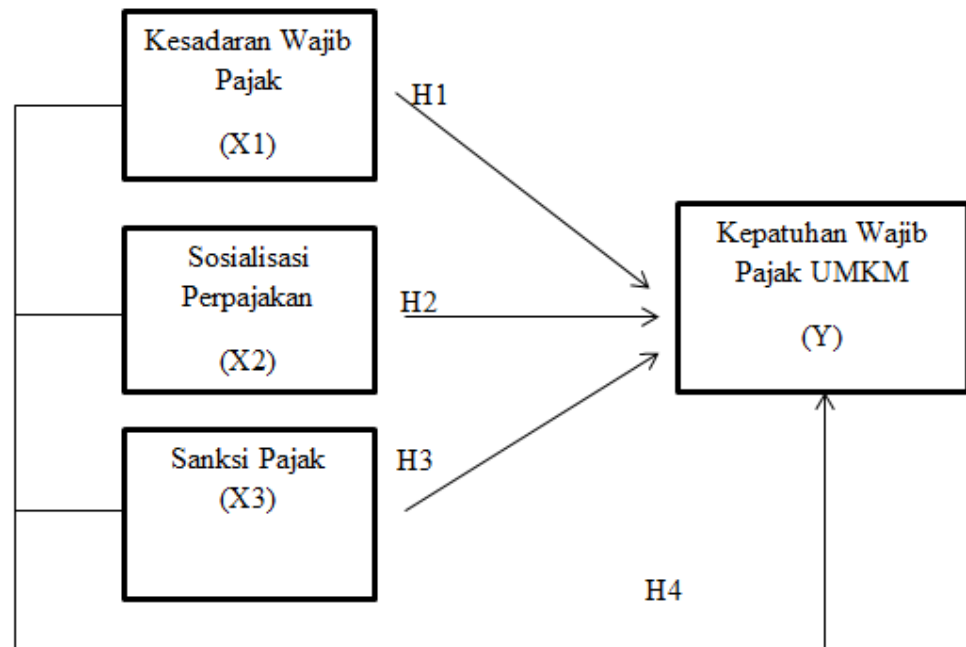 Kesadaran Wajib
Pajak
(X1)
H1
Sosialisasi
Perpajakan
(X2)
H2
Sanksi Pajak
(X3)
H3
Kepatuhan Wajib
Pajak UMKM
(Y)
H4